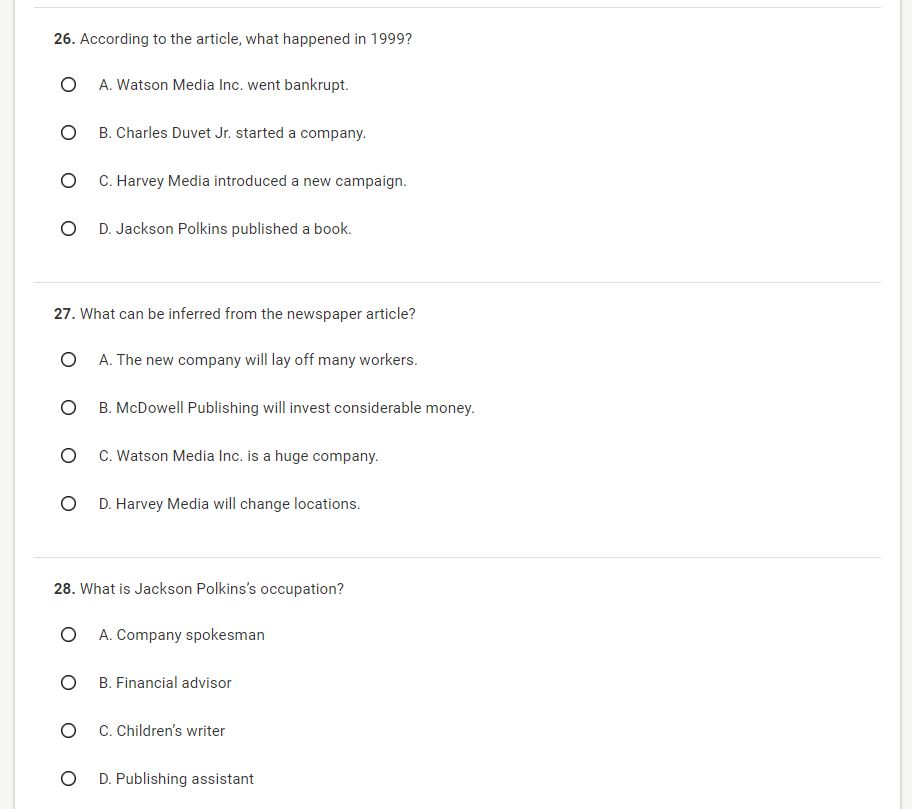 26. According to the article, what happened in 1999?
A. Watson Media Inc. went bankrupt.
B. Charles Duvet Jr. started a company.
C. Harvey Media introduced a new campaign.
D. Jackson Polkins published a book.
27. What can be inferred from the newspaper article?
A. The new company will lay off many workers.
B. McDowell Publishing will invest considerable money.
C. Watson Media Inc. is a huge company.
D. Harvey Media will change locations.
28. What is Jackson Polkins’s occupation?
A. Company spokesman
B. Financial advisor
C. Children’s writer
D. Publishing assistant